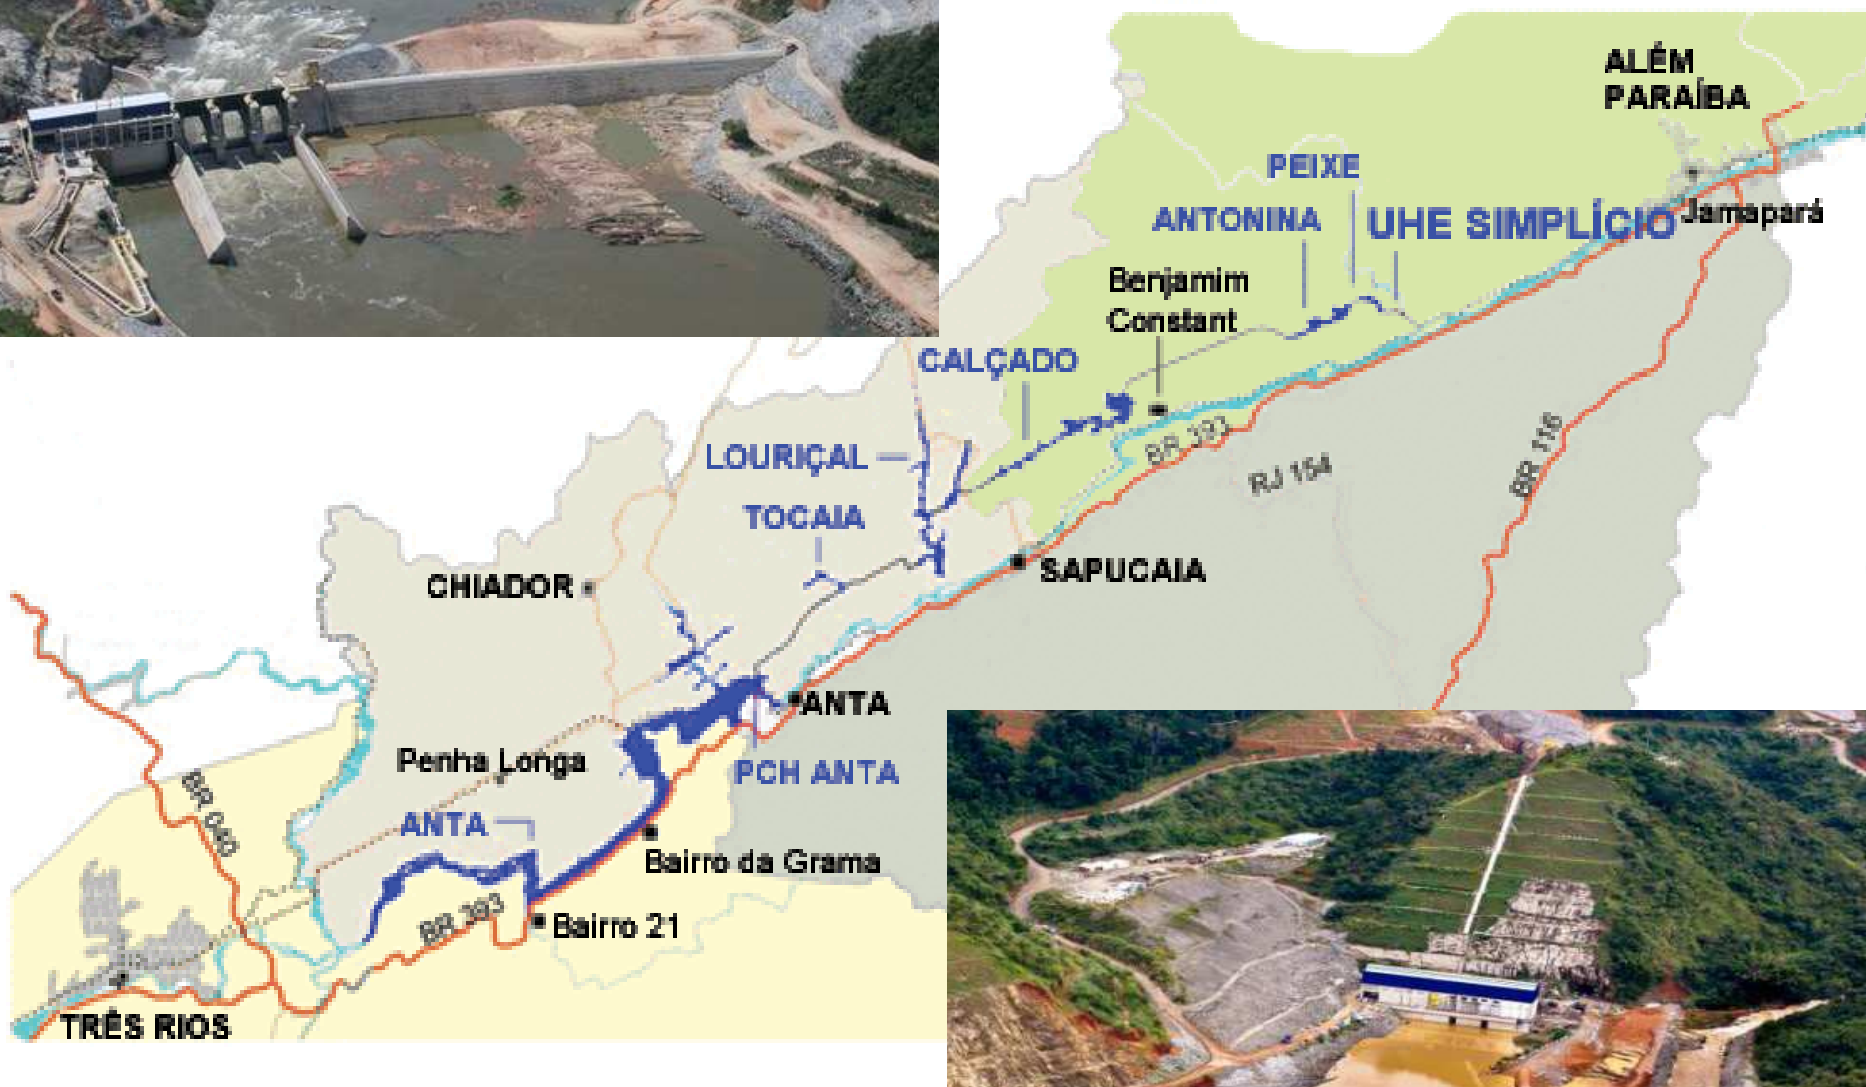 ALÉM
PARAÍBA
PEIXE
ANTONINA
UHE SIMPLÍCIO
Jamapará
Benjamim
Constant
CALÇADO
BR 393
RJ 154
BR 116
LOURIÇAL
TOCAIA
CHIADOR
SAPUCAIA
ANTA
Penha Longa
PCH ANTA
BR 040
ANTA
Bairro da Grama
BR 393
Bairro 21
TRÊS RIOS